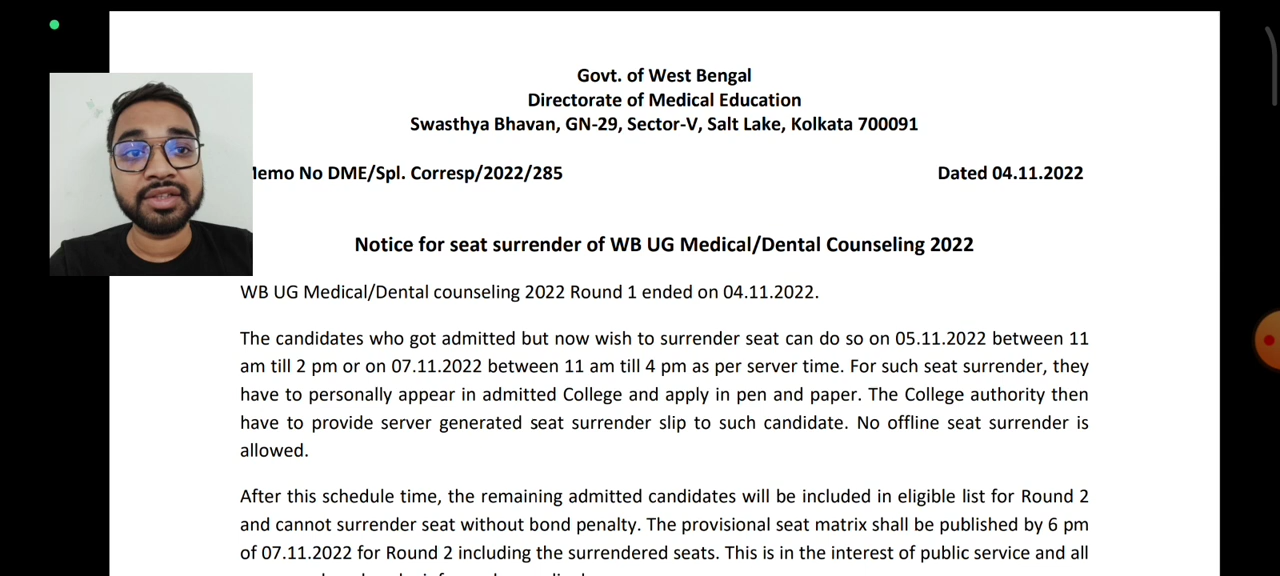 Govt. of West Bengal
Directorate of Medical Education
Swasthya Bhavan, GN-29, Sector-V, Salt Lake, Kolkata 700091
No DME/Spl. Corresp/2022/285 Dated 04.11.2022
Notice for seat surrender of WB UG Medical/Dental Counseling 2022
WB UG Medical/Dental counseling 2022 Round 1 ended on 04.11.2022.
The candidates who got admitted but now wish to surrender seat can do so on 05.11.2022 between 11
am till 2 pm or on 07.11.2022 between 11 am till 4 pm as per server time. For such seat surrender, they
have to personally appear in admitted College and apply in pen and paper. The College authority then
have to provide server generated seat surrender slip to such candidate. No offline seat surrender is
allowed.
After this schedule time, the remaining admitted candidates will be included in eligible list for Round 2
and cannot surrender seat without bond penalty. The provisional seat matrix shall be published by 6 pm
of 07.11.2022 for Round 2 including the surrendered seats. This is in the interest of public service and all